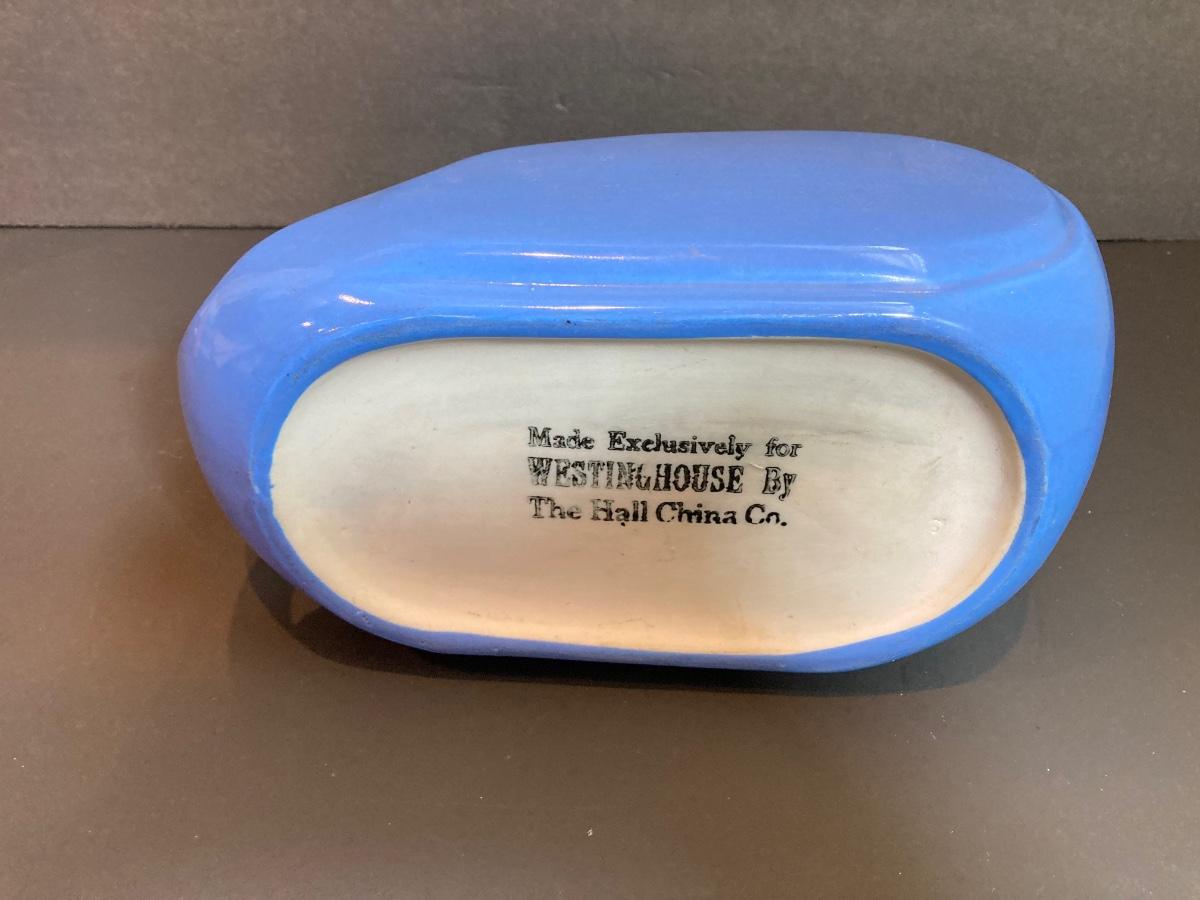 Made Exclusively for
WESTINGHOUSE By
The Hall China Co.